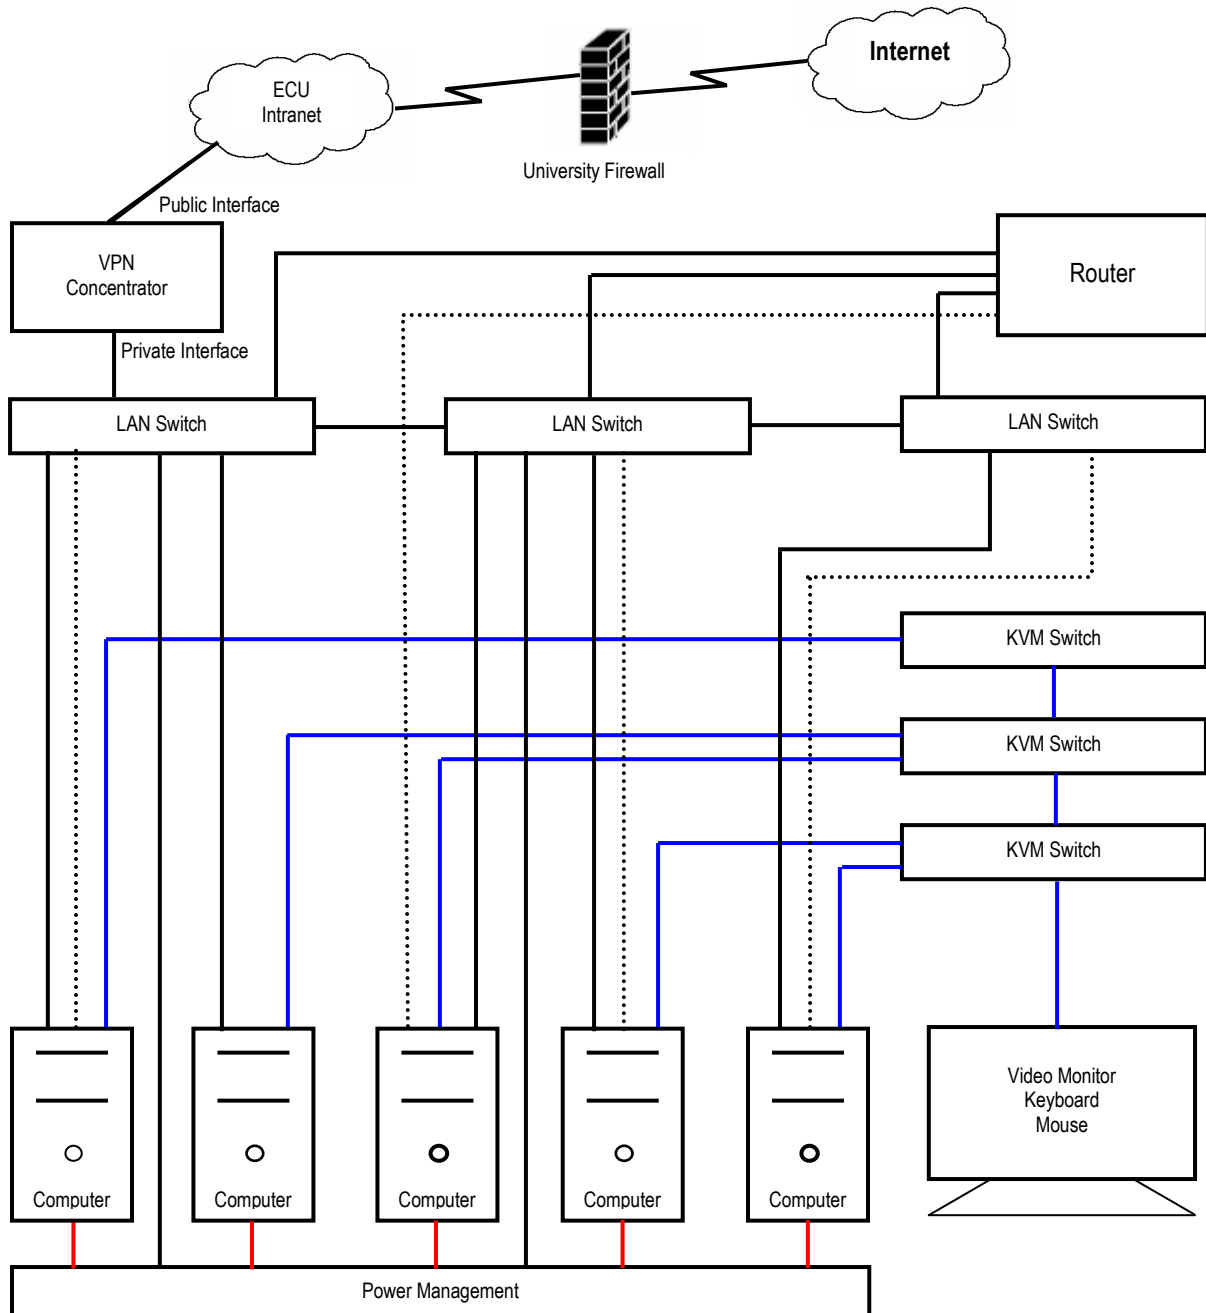 Internet
ECU
Intranet
University Firewall
Public Interface
VPN
Concentrator
Router
Private Interface
LAN Switch
LAN Switch
LAN Switch
KVM Switch
KVM Switch
KVM Switch
Video Monitor
Keyboard
Mouse
Computer
Computer
Computer
Computer
Computer
Power Management